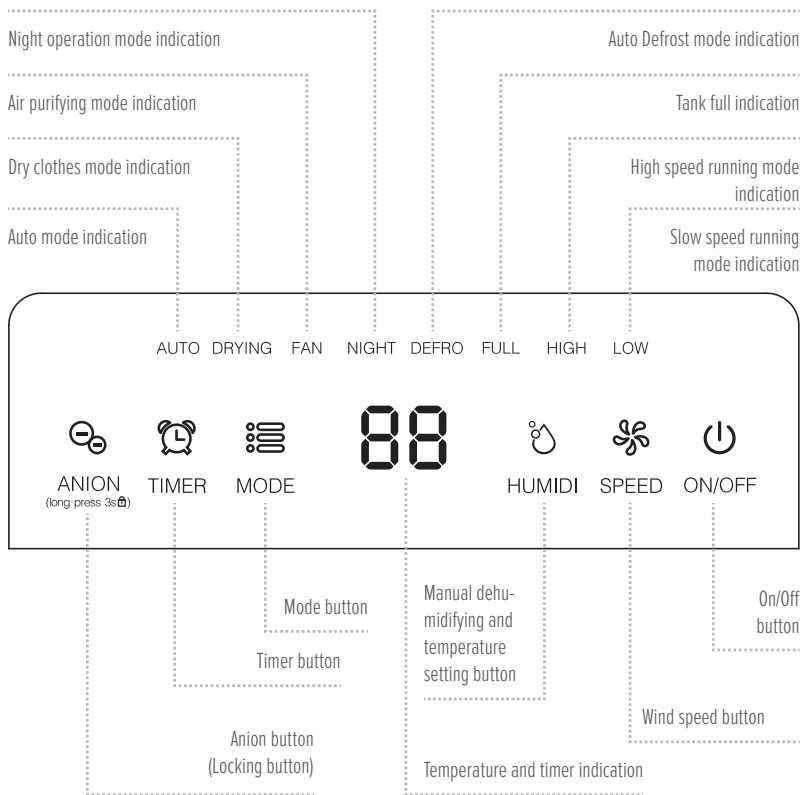 Night operation mode indication
Auto Defrost mode indication
Air purifying mode indication
Tank full indication
Dry clothes mode indication
High speed running mode
indication
Auto mode indication
Slow speed running
mode indication
AUTO DRYING FAN NIGHT DEFRO FULL HIGH LOW
88
ANION TIMER MODE HUMIDI SPEED ON/OFF
(long press 3s)
Mode button
Manual dehu-
midifying and
temperature
setting button
On/Off
button
Timer button
Wind speed button
Anion button
(Locking button)
Temperature and timer indication